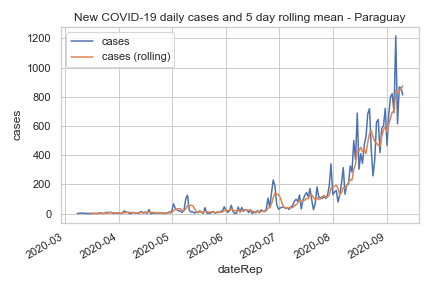 New COVID-19 daily cases and 5 day rolling mean - Paraguay
cases
cases (rolling)
1200
1000
800
600
400
200
0
cases
2020-03
2020-04
2020-05
2020-06
2020-07
2020-08
2020-09
dateRep